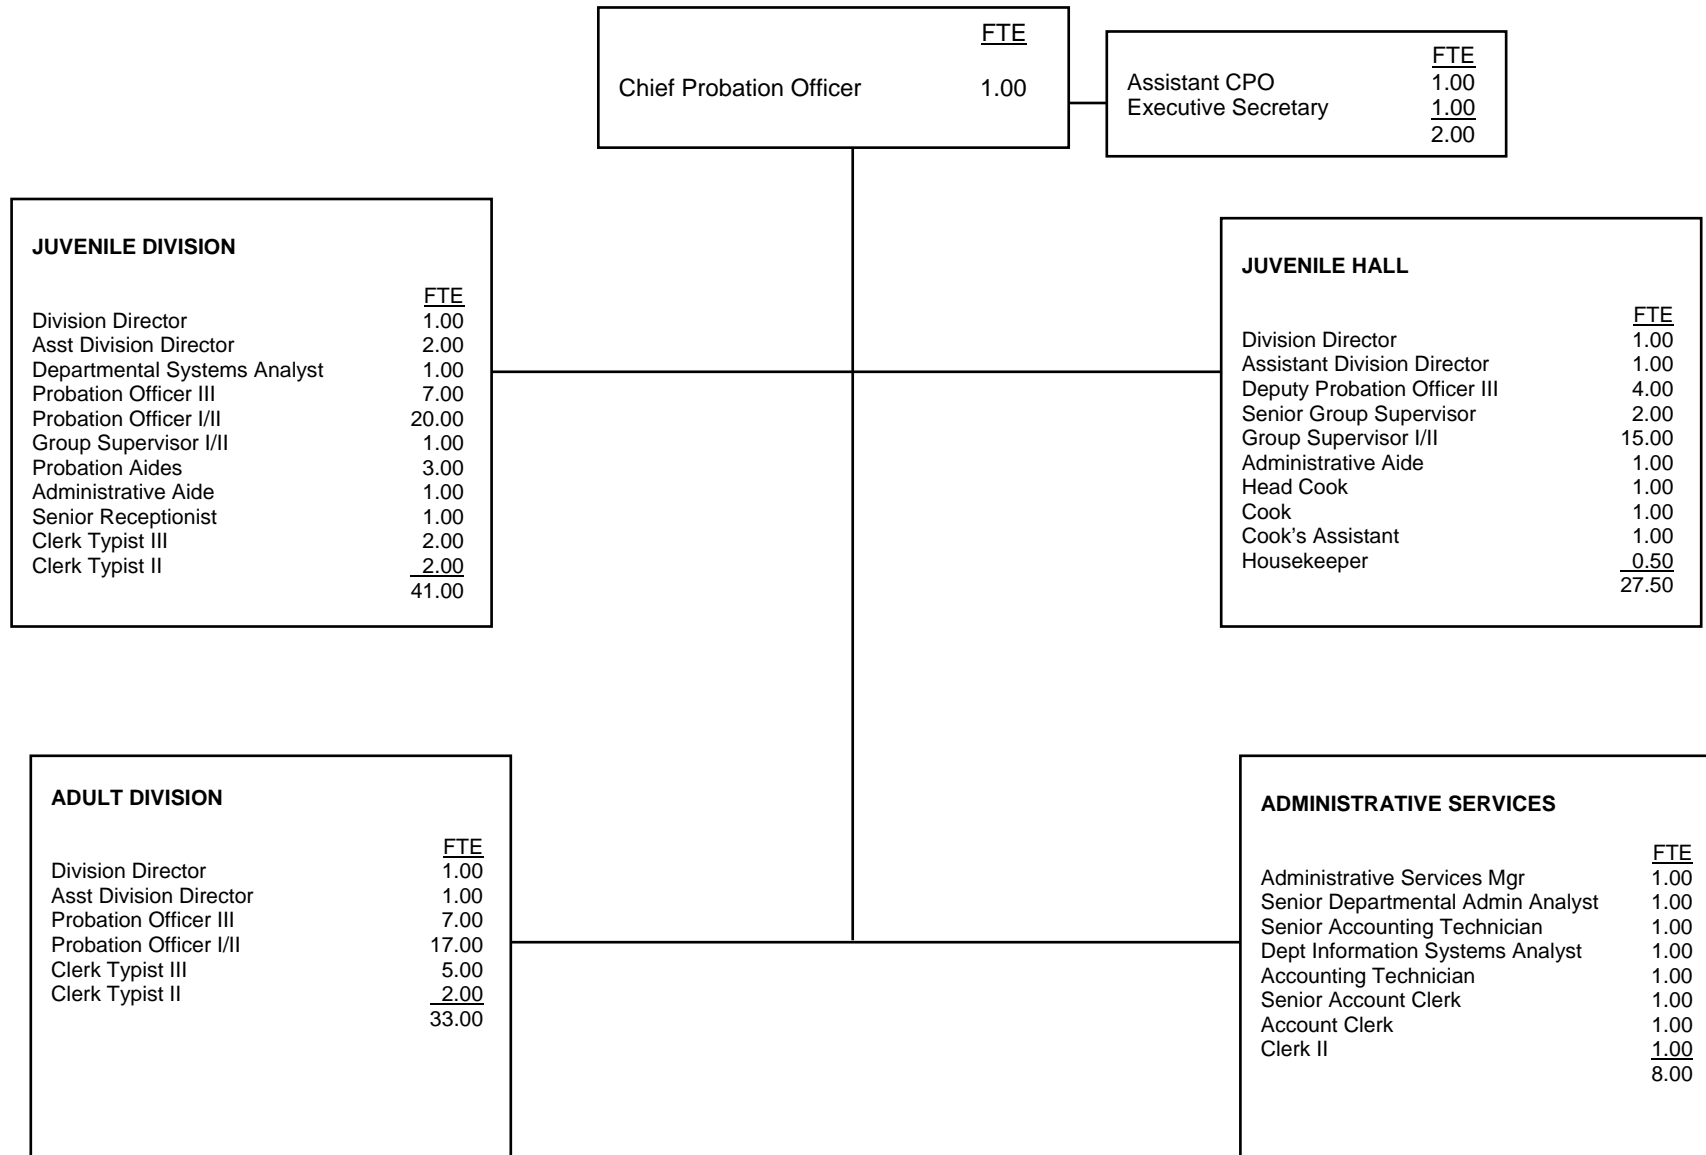 FTE
Chief Probation Officer 1.00
FTE
Assistant CPO 1.00
Executive Secretary 1.00
2.00
JUVENILE DIVISION
FTE
Division Director 1.00
Asst Division Director 2.00
Departmental Systems Analyst 1.00
Probation Officer III 7.00
Probation Officer I/II 20.00
Group Supervisor I/II 1.00
Probation Aides 3.00
Administrative Aide 1.00
Senior Receptionist 1.00
Clerk Typist III 2.00
Clerk Typist II 2.00
41.00
JUVENILE HALL
FTE
Division Director 1.00
Assistant Division Director 1.00
Deputy Probation Officer III 4.00
Senior Group Supervisor 2.00
Group Supervisor I/II 15.00
Administrative Aide 1.00
Head Cook 1.00
Cook 1.00
Cook’s Assistant 1.00
Housekeeper 0.50
27.50
ADULT DIVISION
FTE
Division Director 1.00
Asst Division Director 1.00
Probation Officer III 7.00
Probation Officer I/II 17.00
Clerk Typist III 5.00
Clerk Typist II 2.00
33.00
ADMINISTRATIVE SERVICES
FTE
Administrative Services Mgr 1.00
Senior Departmental Admin Analyst 1.00
Senior Accounting Technician 1.00
Dept Information Systems Analyst 1.00
Accounting Technician 1.00
Senior Account Clerk 1.00
Account Clerk 1.00
Clerk II 1.00
8.00